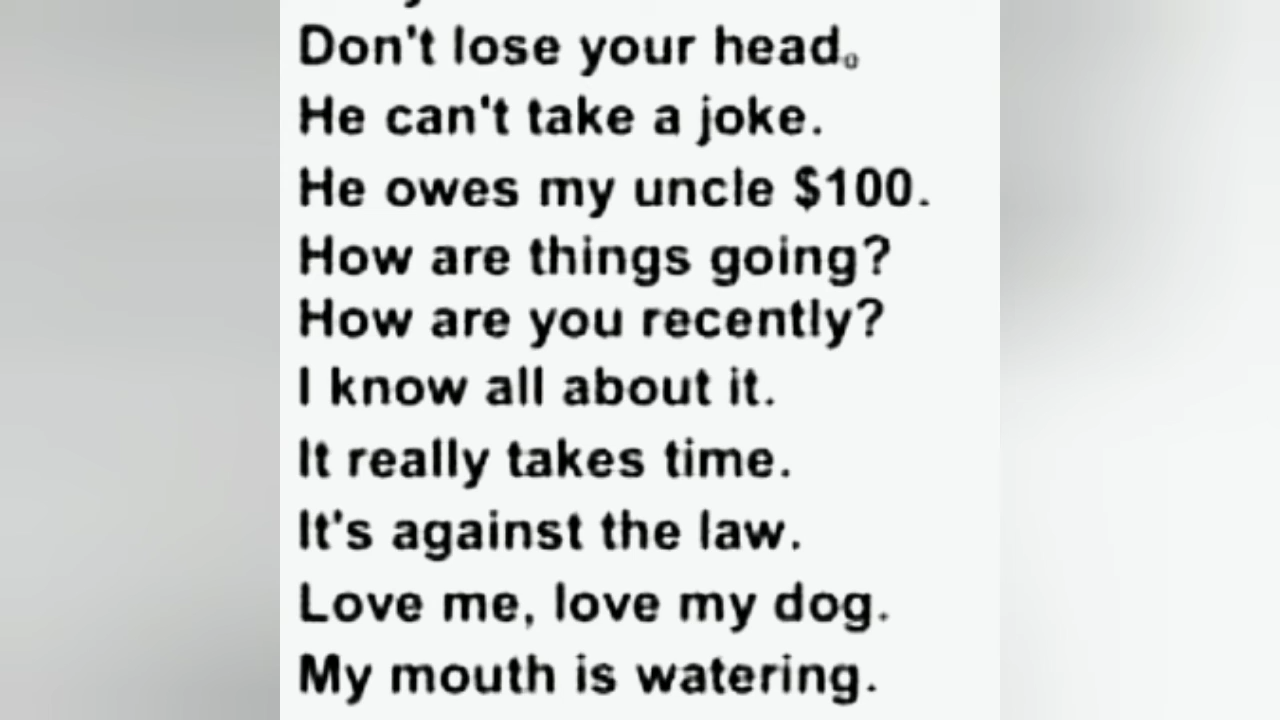 Don't lose your head。
He can't take a joke.
He owes my uncle $100.
How are things going?
How are you recently?
I know all about it.
It really takes time.
It's against the law.
Love me, love my dog.
My mouth is watering.